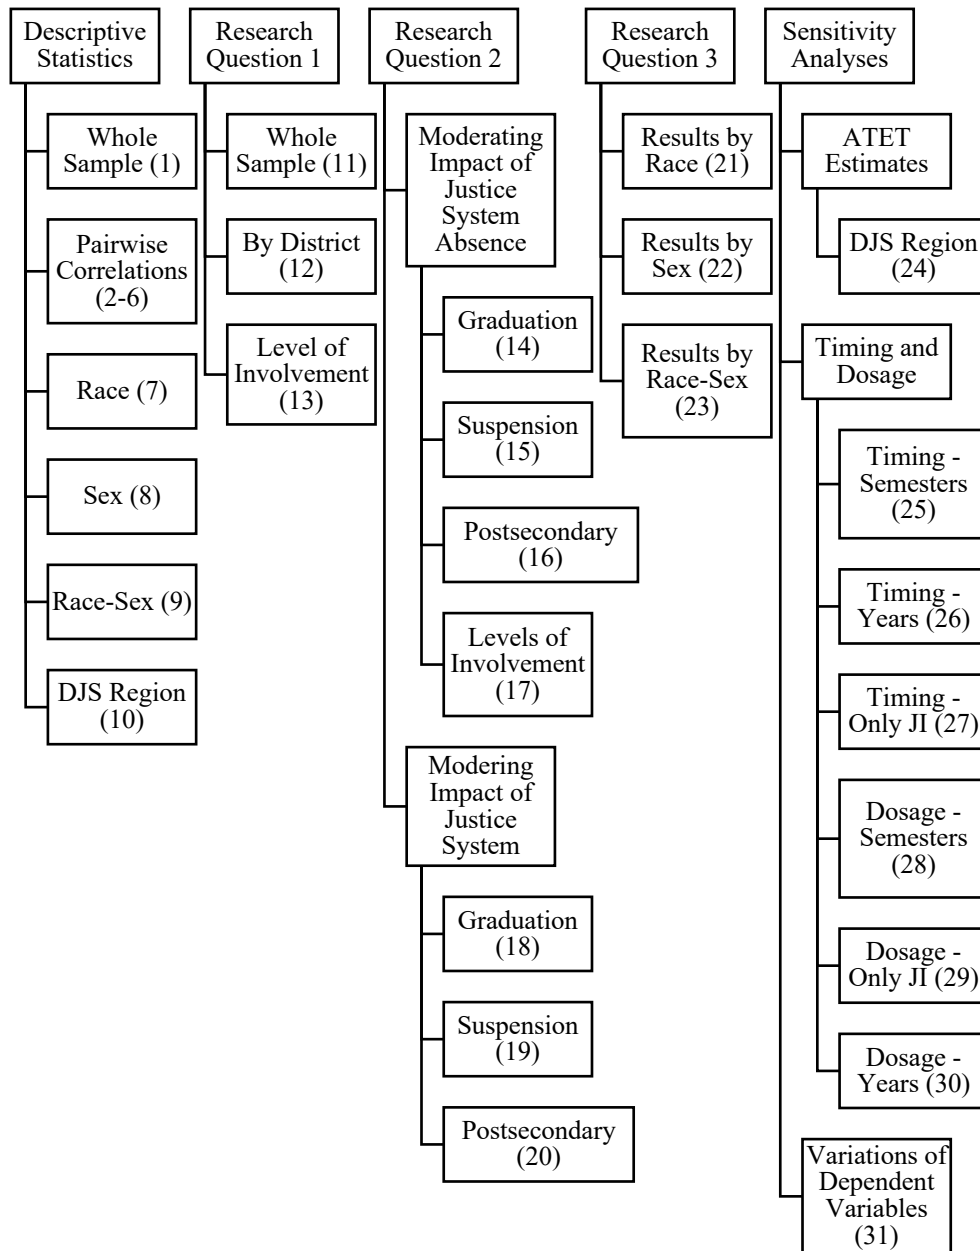 Descriptive
Statistics
Whole
Sample (1)
Pairwise
Correlations
(2-6)
Race (7)
Sex (8)
Race-Sex (9)
DJS Region
(10)
Research
Question 1
Whole
Sample (11)
By District
(12)
Level of
Involvement
(13)
Research
Question 2
Moderating
Impact of
Justice
System
Absence
Graduation
(14)
Suspension
(15)
Postsecondary
(16)
Levels of
Involvement
(17)
Modering
Impact of
Justice
System
Graduation
(18)
Suspension
(19)
Postsecondary
(20)
Research
Question 3
Results by
Race (21)
Results by
Sex (22)
Results by
Race-Sex
(23)
Sensitivity
Analyses
ATET
Estimates
DJS Region
(24)
Timing and
Dosage
Timing -
Semesters
(25)
Timing -
Years (26)
Timing -
Only JI (27)
Dosage -
Semesters
(28)
Dosage -
Only JI (29)
Dosage -
Years (30)
Variations of
Dependent
Variables
(31)